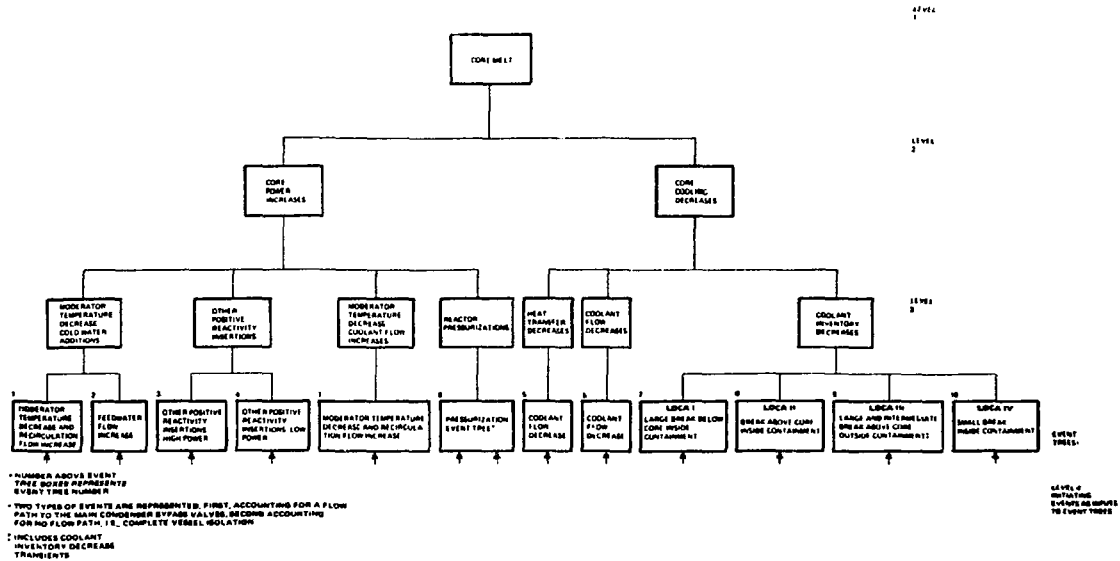 LEVEL
1
CORE MELT
LEVEL
2
CORE
POWER
INCREASES
CORE
COOLING
DECREASES
LEVEL
3
MODERATOR
TEMPERATURE
DECREASE
COLD WATER
ADDITIONS
OTHER
POSITIVE
REACTIVITY
INSERTIONS
MODERATOR
TEMPERATURE
DECREASE
COOLANT FLOW
INCREASES
REACTOR
PRESSURIZATIONS
HEAT
TRANSFER
DECREASES
COOLANT
FLOW
DECREASES
COOLANT
INVENTORY
DECREASES
1
MODERATOR
TEMPERATURE
DECREASE AND
RECIRCULATION
FLOW INCREASE
2
FEEDWATER
FLOW
INCREASE
3
OTHER POSITIVE
REACTIVITY
INSERTIONS
HIGH POWER
4
OTHER POSITIVE
REACTIVITY
INSERTIONS, LOW
POWER
1
MODERATOR TEMPERATURE
DECREASE AND RECIRCULA
TION FLOW INCREASE
PRESSURIZATION
EVENT TREE*
COOLANT
FLOW
DECREASE
COOLANT
FLOW
DECREASE
7
LOCA I
LARGE BREAK BELOW
CORE INSIDE
CONTAINMENT
LOCA II
BREAK ABOVE CORE
INSIDE CONTAINMENT
LOCA III
LARGE AND INTERMEDIATE
BREAK ABOVE CORE
OUTSIDE CONTAINMENT‡
10
LOCA IV
SMALL BREAK
INSIDE CONTAINMENT
EVENT
TREES
NUMBER ABOVE EVENT
TREE BOXES REPRESENTS
EVENT TREE NUMBER
TWO TYPES OF EVENTS ARE REPRESENTED, FIRST, ACCOUNTING FOR A FLOW
PATH TO THE MAIN CONDENSER BYPASS VALVES, SECOND ACCOUNTING
FOR NO FLOW PATH, I.E., COMPLETE VESSEL ISOLATION
INCLUDES COOLANT
INVENTORY DECREASE
TRANSIENTS
LEVEL 4
INITIATING
EVENTS AS INPUTS
TO EVENT TREES